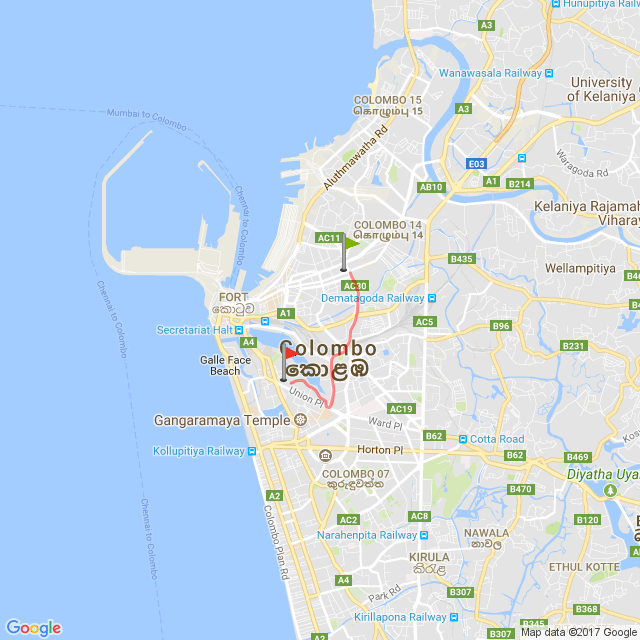 Hunupitiya Railway
A3
Wanawasala Railway
University
of Kelaniya
COLOMBO 15
கொழும்பு 15
A3
Mumbai to Colombo
Aluthmawatha Rd
Waragoda Rd
E03
A1
AB10
B214
Chennai to Colombo
Kelaniya Rajamah
Vihara
COLOMBO 14
கொழும்பு 14
AC11
B435
Wellampitiya
AC30
FORT
කොටුව
Dematagoda Railway
A1
Secretariat Halt
AC5
B96
A4
B231
Colombo
කොළඹ
Galle Face
Beach
Chennai to Colombo
Union Pl
AC19
Gangaramaya Temple
Ward Pl
B62
Cotta Road
Kollupitiya Railway
Horton Pl
B62
B469
COLOMBO 07
කුරුඳුවත්ත
Diyatha Uyan
A2
B470
Chennai to Colombo
Colombo Plan Rd
AC2
AC8
B120
Narahenpita Railway
NAWALA
නාවල
KIRULA
කිරුළ
A4
ETHUL KOTTE
Park Rd
B307
B307
A2
Kirillapona Railway
Google
Map data ©2017 Google